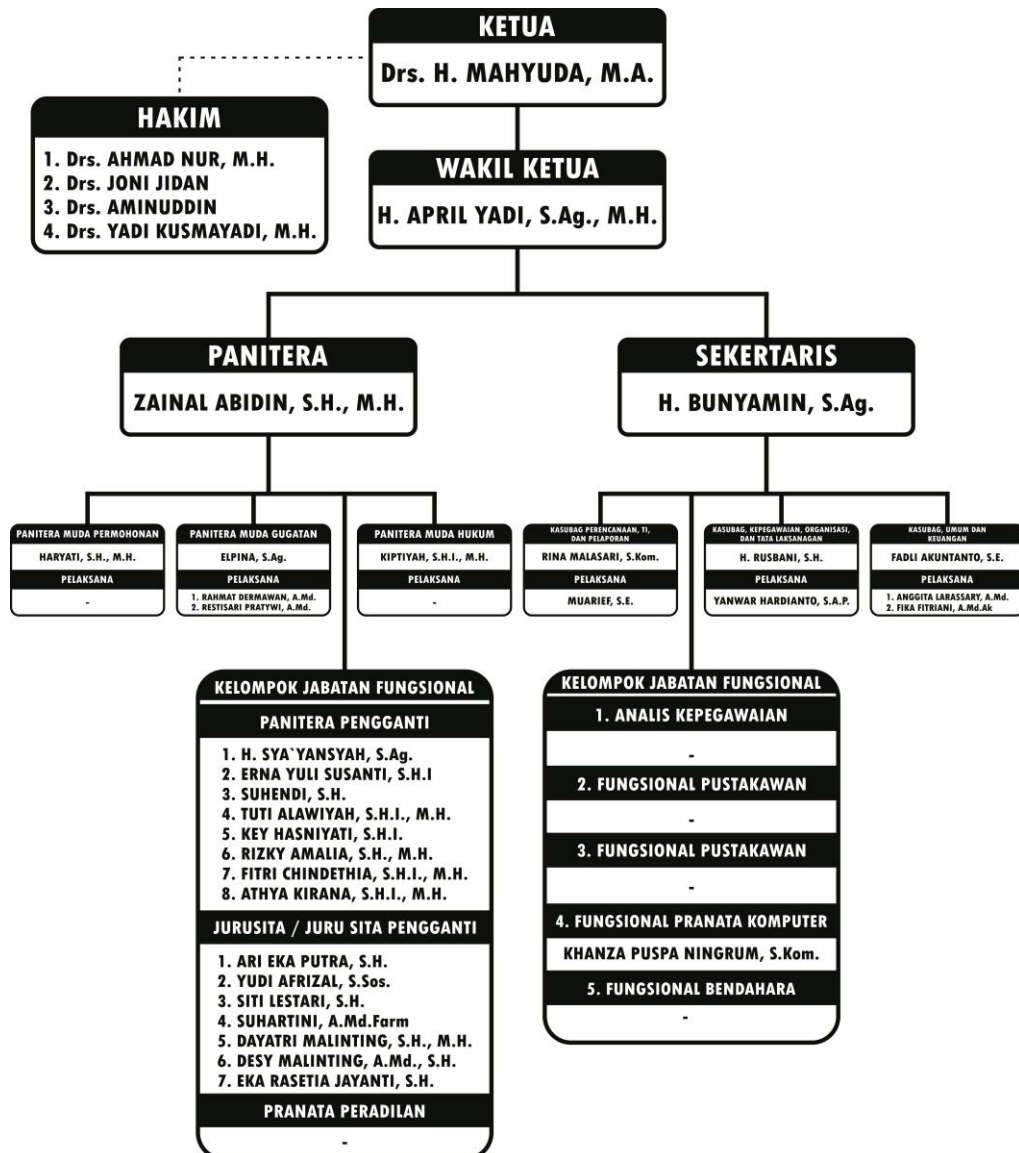 KETUA
Drs. H. MAHYUDA, M.A.
HAKIM
1. Drs. AHMAD NUR, M.H.
2. Drs. JONI JIDAN
3. Drs. AMINUDDIN
4. Drs. YADI KUSMAYADI, M.H.
WAKIL KETUA
H. APRIL YADI, S.Ag., M.H.
PANITERA
ZAINAL ABIDIN, S.H., M.H.
SEKERTARIS
H. BUNYAMIN, S.Ag.
PANITERA MUDA PERMOHONAN
HARYATI, S.H., M.H.
PELAKSANA
-
PANITERA MUDA GUGATAN
ELPINA, S.Ag.
PELAKSANA
1. RAHMAT DERMAWAN, A.Md.
2. RESTISARI PRATYWI, A.Md.
PANITERA MUDA HUKUM
KIPTIYAH, S.H.I., M.H.
PELAKSANA
-
KASUBAG PERENCANAAN, TI,
DAN PELAPORAN
RINA MALASARI, S.Kom.
PELAKSANA
MUARIEF, S.E.
KASUBAG, KEPEGAWAIAN, ORGANISASI,
DAN TATA LAKSANAGAN
H. RUSBANI, S.H.
PELAKSANA
YANWAR HARDIANTO, S.A.P.
KASUBAG, UMUM DAN
KEUANGAN
FADLI AKUNTANTO, S.E.
PELAKSANA
1. ANGGITA LARASSARY, A.Md.
2. FIKA FITRIANI, A.Md.Ak
KELOMPOK JABATAN FUNGSIONAL
PANITERA PENGGANTI
1. H. SYA`YANSYAH, S.Ag.
2. ERNA YULI SUSANTI, S.H.I
3. SUHENDI, S.H.
4. TUTI ALAWIYAH, S.H.I., M.H.
5. KEY HASNIYATI, S.H.I.
6. RIZKY AMALIA, S.H., M.H.
7. FITRI CHINDETHIA, S.H.I., M.H.
8. ATHYA KIRANA, S.H.I., M.H.
JURUSITA / JURU SITA PENGGANTI
1. ARI EKA PUTRA, S.H.
2. YUDI AFRIZAL, S.Sos.
3. SITI LESTARI, S.H.
4. SUHARTINI, A.Md.Farm
5. DAYATRI MALINTING, S.H., M.H.
6. DESY MALINTING, A.Md., S.H.
7. EKA RASETIA JAYANTI, S.H.
PRANATA PERADILAN
-
KELOMPOK JABATAN FUNGSIONAL
1. ANALIS KEPEGAWAIAN
-
2. FUNGSIONAL PUSTAKAWAN
-
3. FUNGSIONAL PUSTAKAWAN
-
4. FUNGSIONAL PRANATA KOMPUTER
KHANZA PUSPA NINGRUM, S.Kom.
5. FUNGSIONAL BENDAHARA
-